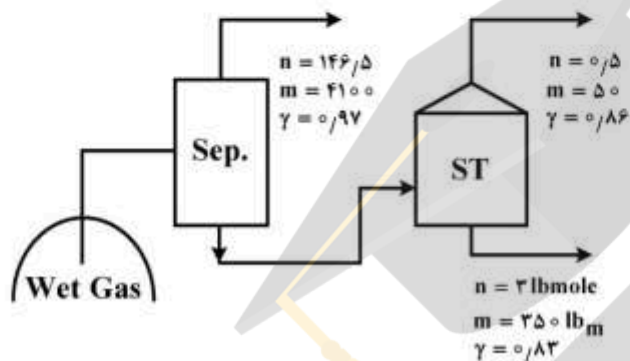 n = ۱۴۶٫۵
m = ۴۱۰۰
γ = ۰٫۹۷
n = ۰٫۵
m = ۵۰
γ = ۰٫۸۶
Sep.
ST
Wet Gas
n = ۳ lbmole
m = ۳۵۰ lbₘ
γ = ۰٫۸۳